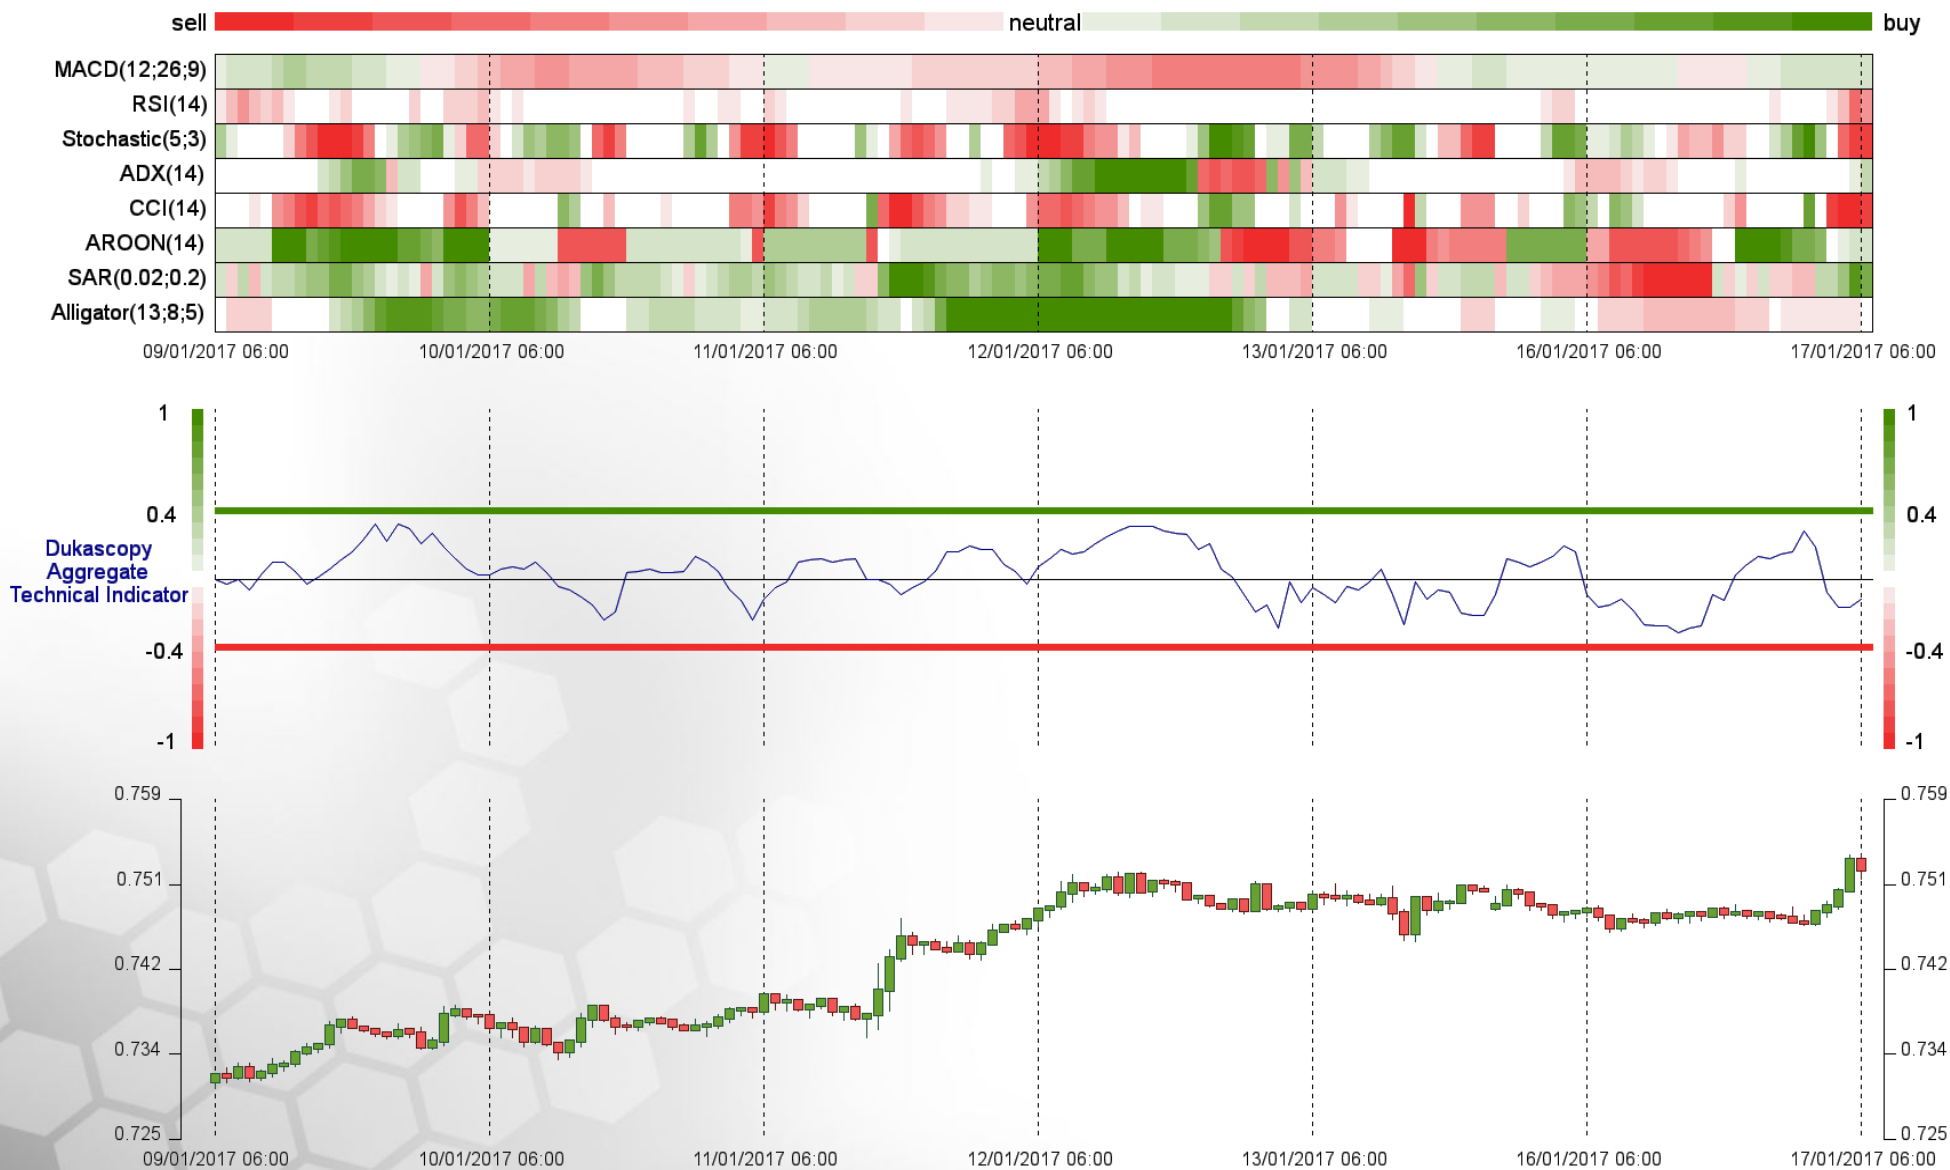 sell neutral buy
MACD(12;26;9)
RSI(14)
Stochastic(5;3)
ADX(14)
CCI(14)
AROON(14)
SAR(0.02;0.2)
Alligator(13;8;5)
09/01/2017 06:00 10/01/2017 06:00 11/01/2017 06:00 12/01/2017 06:00 13/01/2017 06:00 16/01/2017 06:00 17/01/2017 06:00
1 1
0.4 0.4
Dukascopy
Aggregate
Technical Indicator
-0.4 -0.4
-1 -1
0.759 0.759
0.751 0.751
0.742 0.742
0.734 0.734
0.725 0.725
09/01/2017 06:00 10/01/2017 06:00 11/01/2017 06:00 12/01/2017 06:00 13/01/2017 06:00 16/01/2017 06:00 17/01/2017 06:00